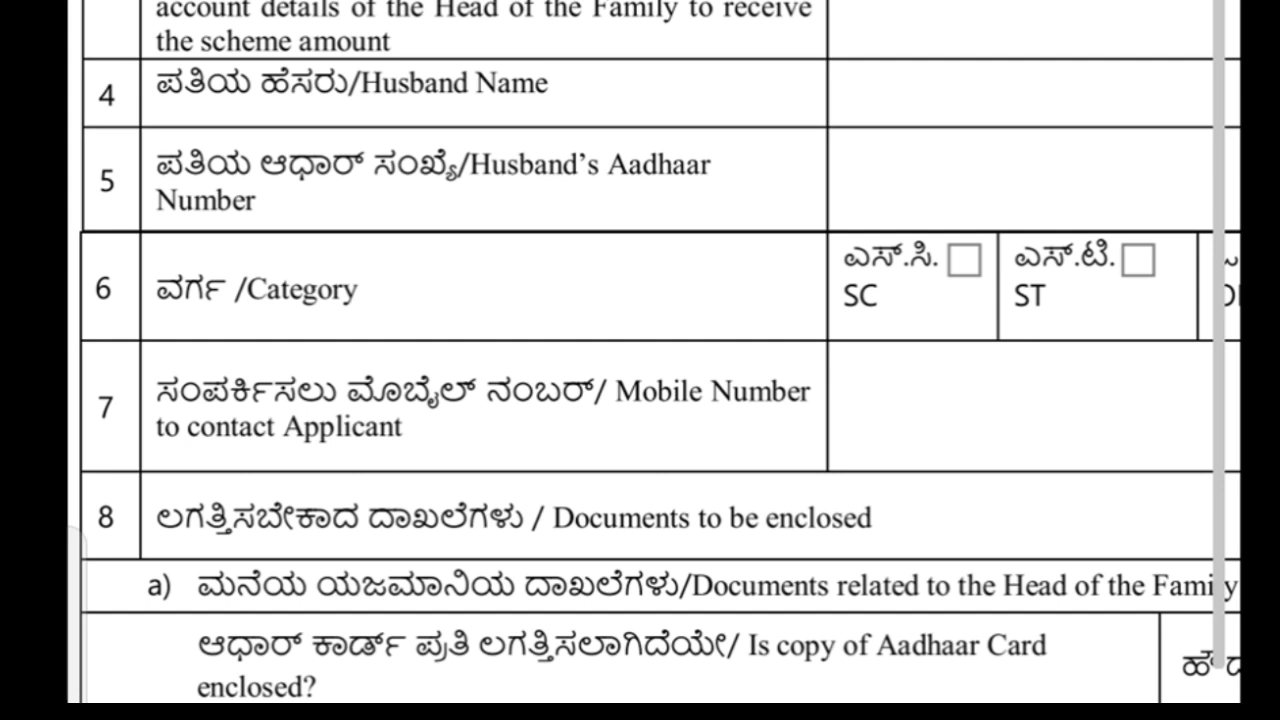 account details of the Head of the Family to receive
the scheme amount
4 ಪತಿಯ ಹೆಸರು/Husband Name
5 ಪತಿಯ ಆಧಾರ್ ಸಂಖ್ಯೆ/Husband’s Aadhaar
Number
6 ವರ್ಗ /Category
ಎಸ್.ಸಿ.
SC
ಎಸ್.ಟಿ.
ST
7 ಸಂಪರ್ಕಿಸಲು ಮೊಬೈಲ್ ನಂಬರ್/ Mobile Number
to contact Applicant
8 ಲಗತ್ತಿಸಬೇಕಾದ ದಾಖಲೆಗಳು / Documents to be enclosed
a) ಮನೆಯ ಯಜಮಾನಿಯ ದಾಖಲೆಗಳು/Documents related to the Head of the Family
ಆಧಾರ್ ಕಾರ್ಡ್ ಪ್ರತಿ ಲಗತ್ತಿಸಲಾಗಿದೆಯೇ/ Is copy of Aadhaar Card
enclosed?